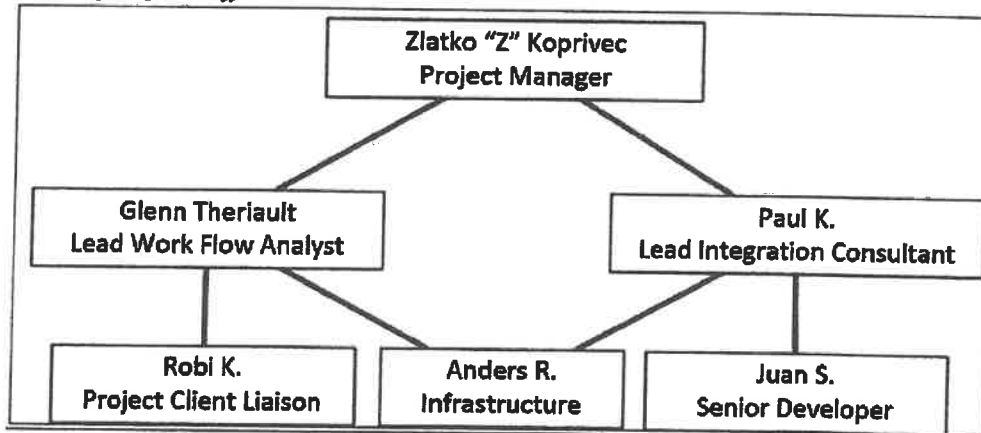 Zlatko “Z” Koprivec
Project Manager
Glenn Theriault
Lead Work Flow Analyst
Paul K.
Lead Integration Consultant
Robi K.
Project Client Liaison
Anders R.
Infrastructure
Juan S.
Senior Developer